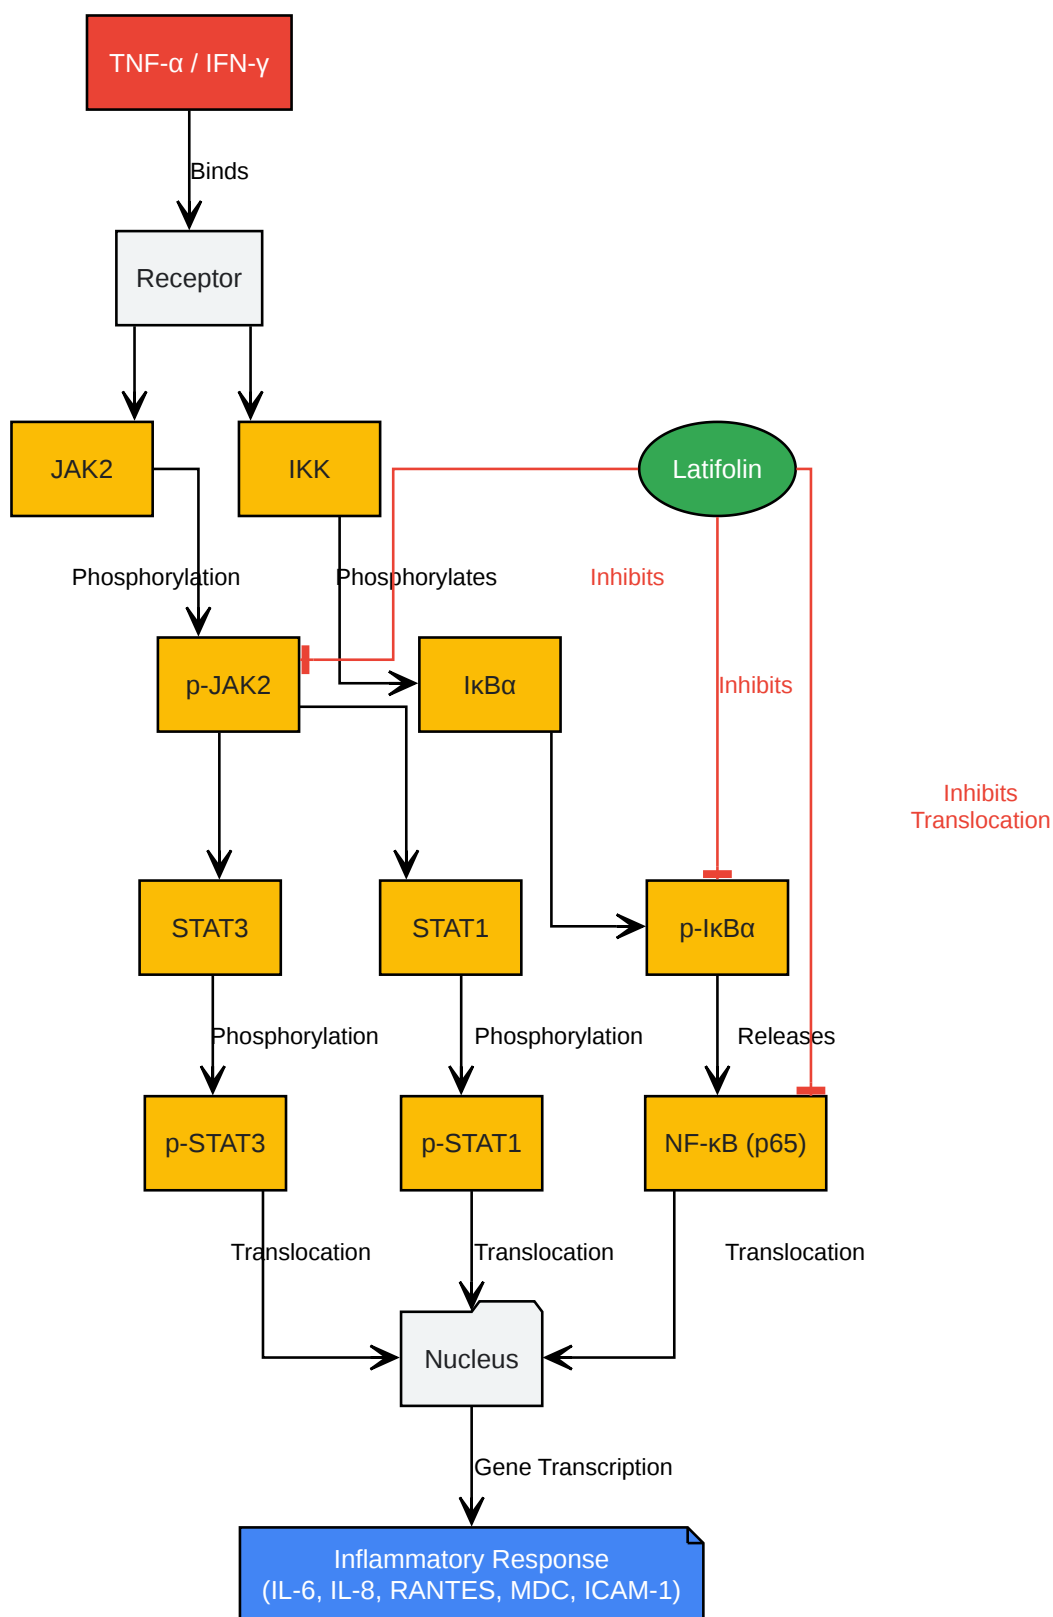 TNF-α / IFN-γ
Binds
Receptor
JAK2
IKK
Latifolin
Phosphorylation
Phosphorylates
Inhibits
p-JAK2
IκBα
Inhibits
Inhibits
Translocation
STAT3
STAT1
p-IκBα
Phosphorylation
Phosphorylation
Releases
p-STAT3
p-STAT1
NF-κB (p65)
Translocation
Translocation
Translocation
Nucleus
Gene Transcription
Inflammatory Response
(IL-6, IL-8, RANTES, MDC, ICAM-1)